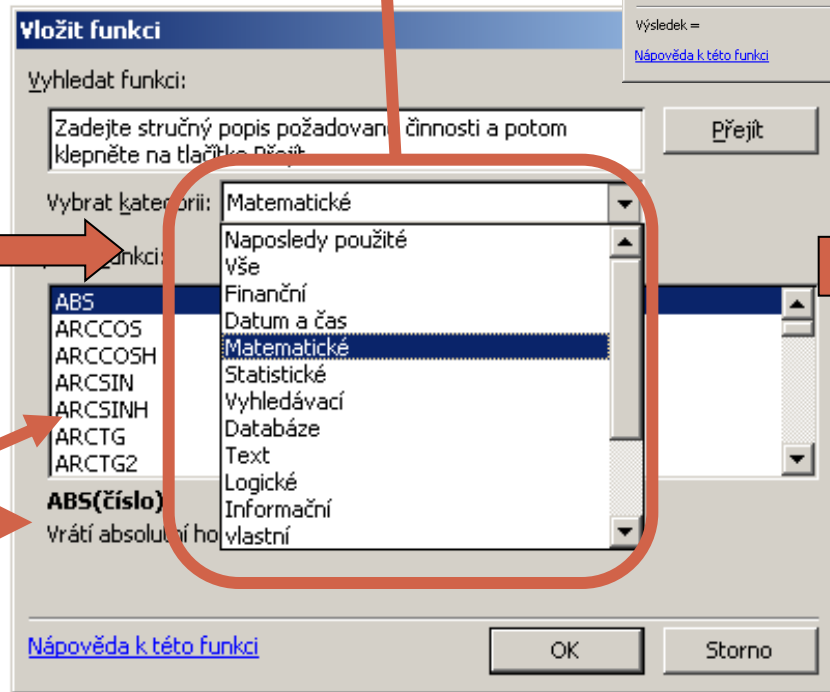 Výsledek =
Nápověda k této funkci
Vložit funkci
Vyhledat funkci:
Zadejte stručný popis požadované činnosti a potom
klepněte na tlačítko Přejít
Přejít
Vybrat kategorii: Matematické
funkci:
Naposledy použité
Vše
Finanční
Datum a čas
Matematické
Statistické
Vyhledávací
Databáze
Text
Logické
Informační
vlastní
ABS
ARCCOS
ARCCOSH
ARCSIN
ARCSINH
ARCTG
ARCTG2
ABS(číslo)
Vrátí absolutní ho
Nápověda k této funkci
OK
Storno